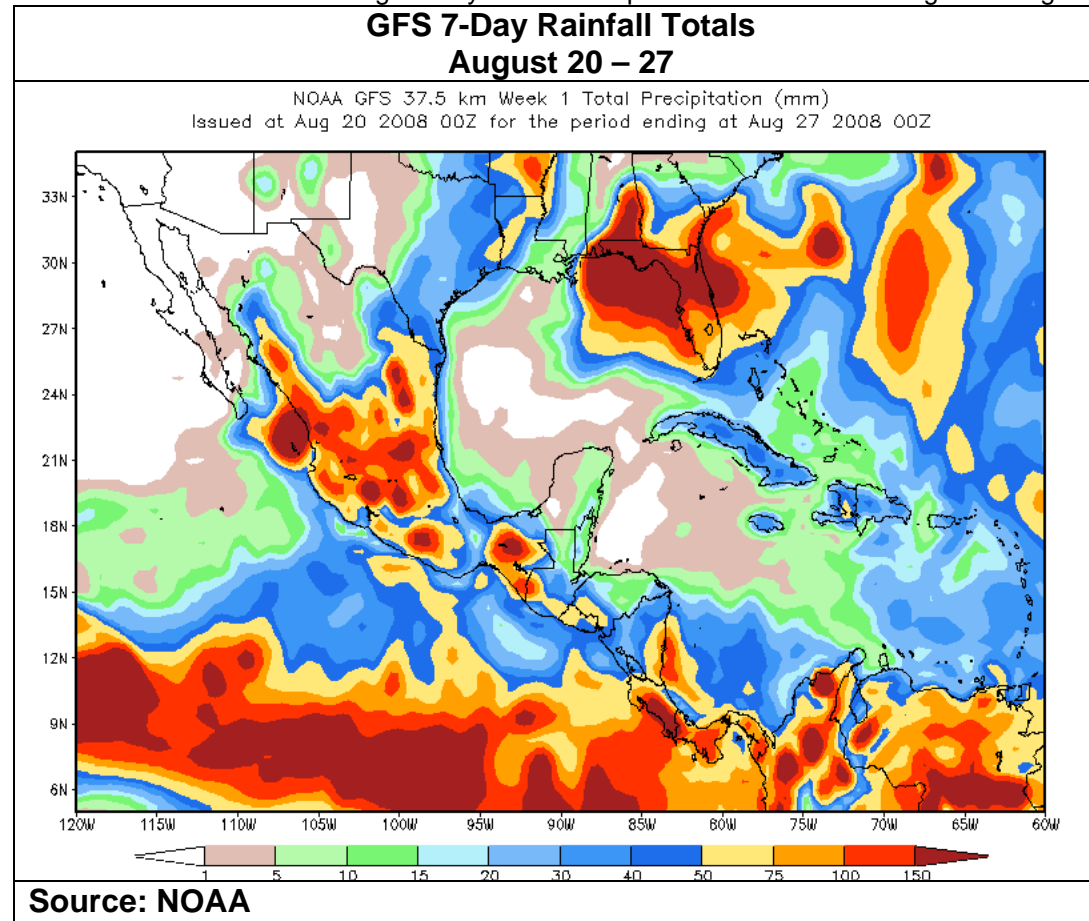 GFS 7-Day Rainfall Totals
August 20 – 27
NOAA GFS 37.5 km Week 1 Total Precipitation (mm)
Issued at Aug 20 2008 00Z for the period ending at Aug 27 2008 00Z
33N
30N
27N
24N
21N
18N
15N
12N
9N
6N
120W 115W 110W 105W 100W 95W 90W 85W 80W 75W 70W 65W 60W
1 5 10 15 20 30 40 50 75 100 150
Source: NOAA